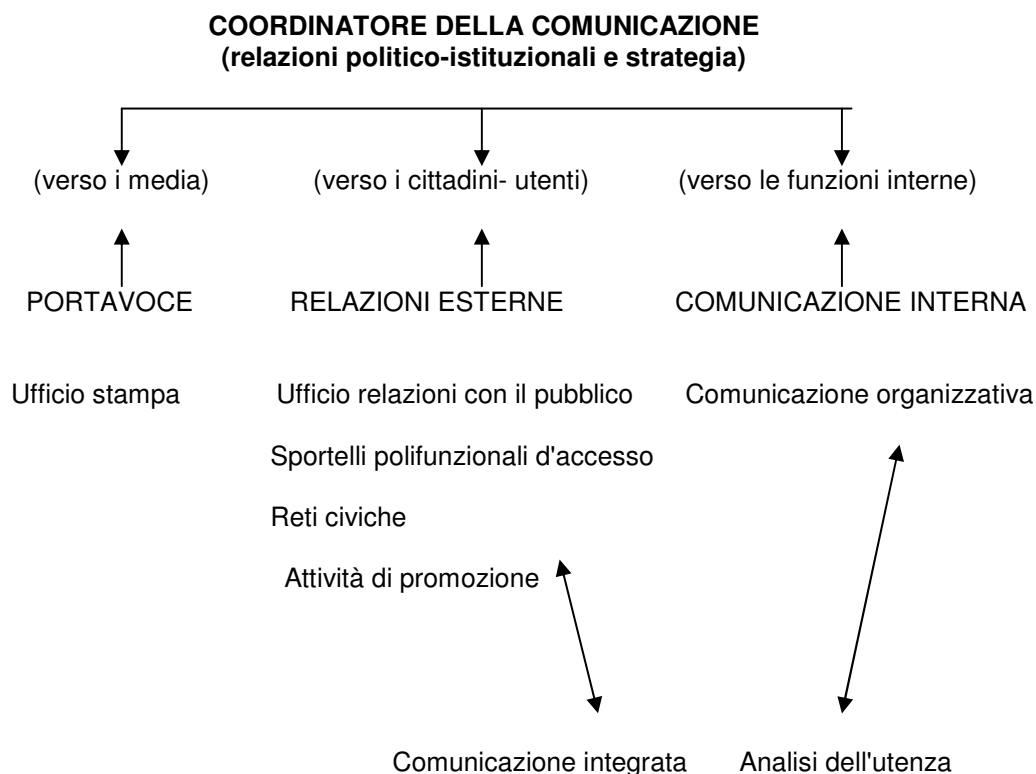 COORDINATORE DELLA COMUNICAZIONE
(relazioni politico-istituzionali e strategia)
(verso i media)
(verso i cittadini- utenti)
(verso le funzioni interne)
PORTAVOCE
RELAZIONI ESTERNE
COMUNICAZIONE INTERNA
Ufficio stampa
Ufficio relazioni con il pubblico
Comunicazione organizzativa
Sportelli polifunzionali d'accesso
Reti civiche
Attività di promozione
Comunicazione integrata
Analisi dell'utenza